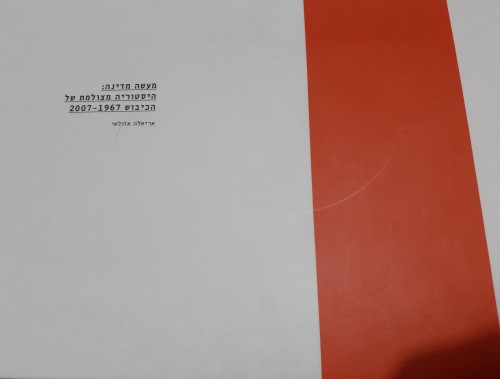 מעשה מדינה:
היסטוריה מצולמת של
הכיבוש 2007-1967
אריאלה אזולאי